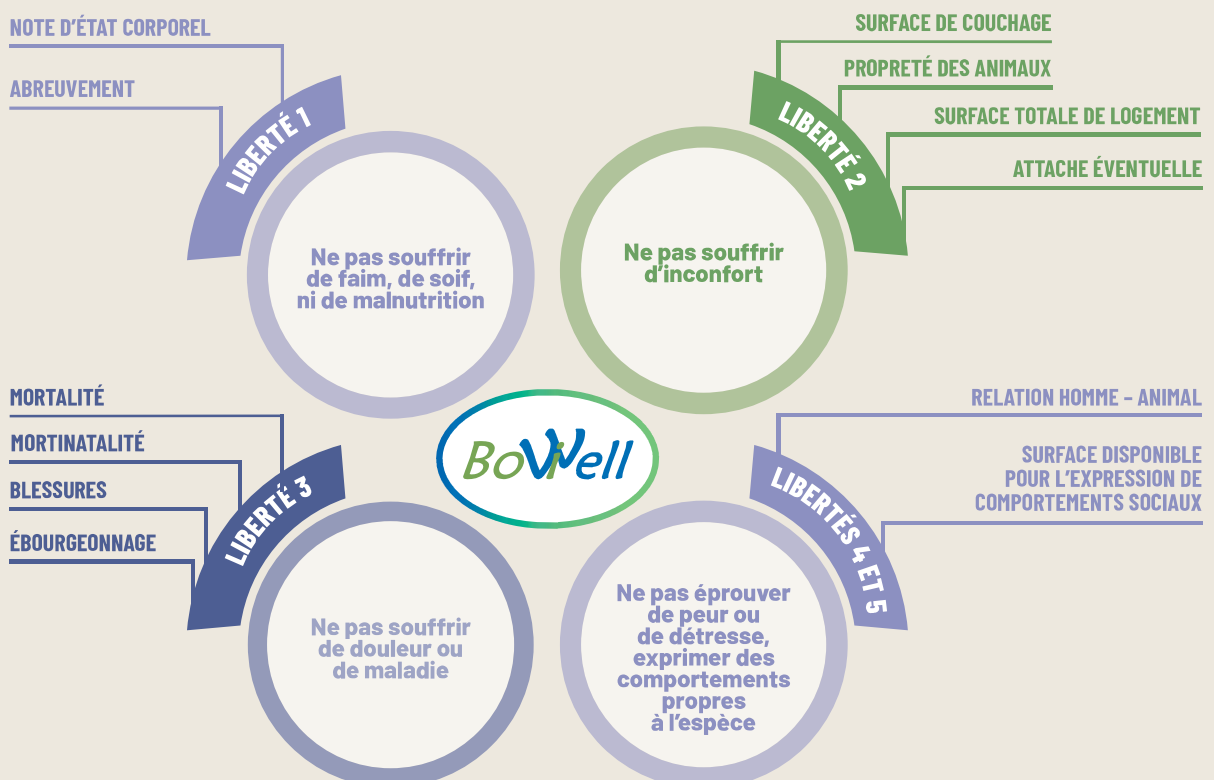 NOTE D’ÉTAT CORPOREL
ABREUVEMENT
LIBERTÉ 1
Ne pas souffrir
de faim, de soif,
ni de malnutrition
SURFACE DE COUCHAGE
PROPRETÉ DES ANIMAUX
SURFACE TOTALE DE LOGEMENT
ATTACHE ÉVENTUELLE
LIBERTÉ 2
Ne pas souffrir
d’inconfort
BoViWell
MORTALITÉ
MORTINATALITÉ
BLESSURES
ÉBOURGEONNAGE
LIBERTÉ 3
Ne pas souffrir
de douleur ou
de maladie
RELATION HOMME – ANIMAL
SURFACE DISPONIBLE
POUR L’EXPRESSION DE
COMPORTEMENTS SOCIAUX
LIBERTÉS 4 ET 5
Ne pas éprouver
de peur ou
de détresse,
exprimer des
comportements
propres
à l’espèce